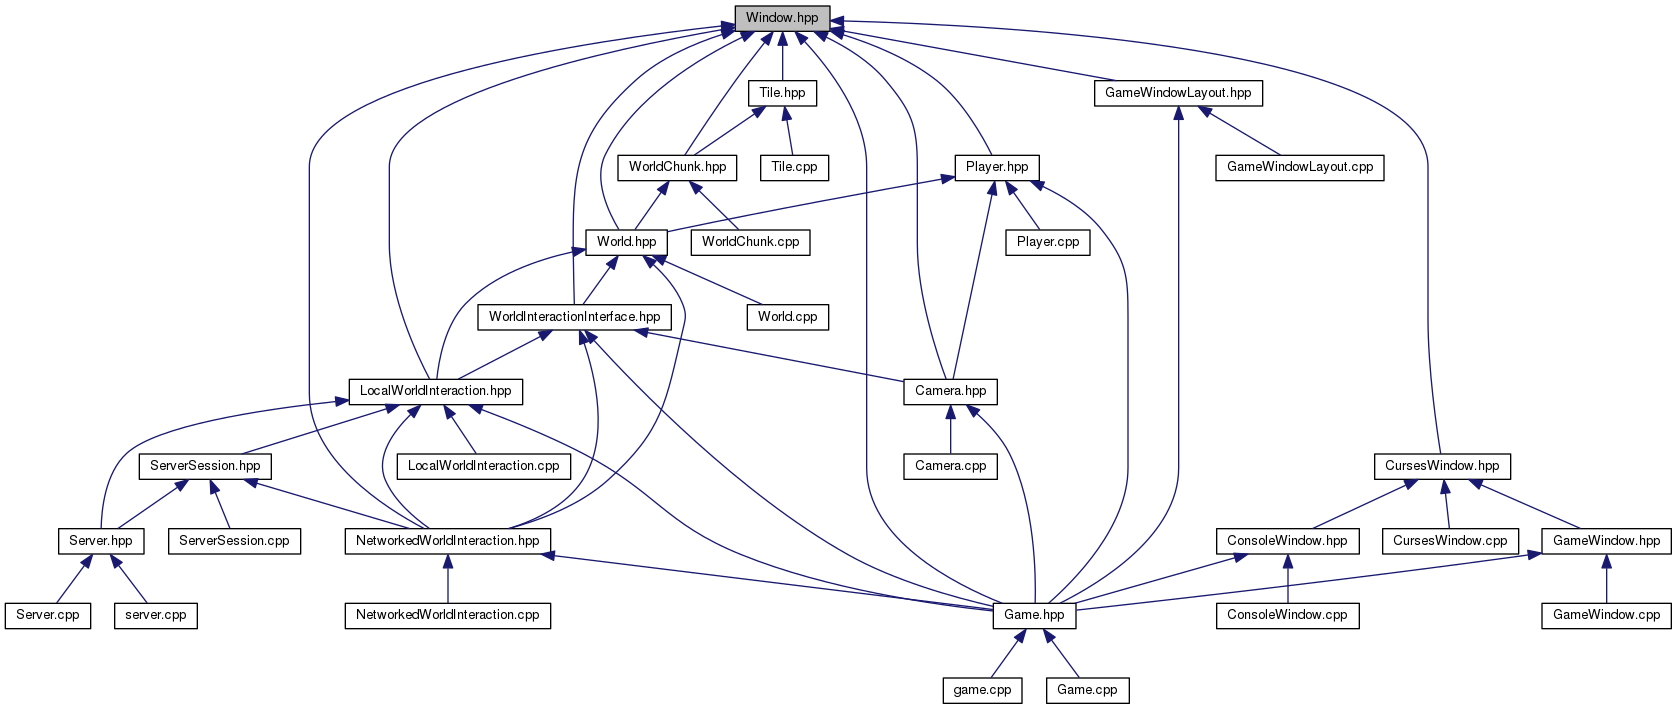 Window.hpp
Tile.hpp
GameWindowLayout.hpp
WorldChunk.hpp
Tile.cpp
Player.hpp
GameWindowLayout.cpp
World.hpp
WorldChunk.cpp
Player.cpp
WorldInteractionInterface.hpp
World.cpp
LocalWorldInteraction.hpp
Camera.hpp
ServerSession.hpp
LocalWorldInteraction.cpp
Camera.cpp
CursesWindow.hpp
Server.hpp
ServerSession.cpp
NetworkedWorldInteraction.hpp
ConsoleWindow.hpp
CursesWindow.cpp
GameWindow.hpp
Server.cpp
server.cpp
NetworkedWorldInteraction.cpp
Game.hpp
ConsoleWindow.cpp
GameWindow.cpp
game.cpp
Game.cpp